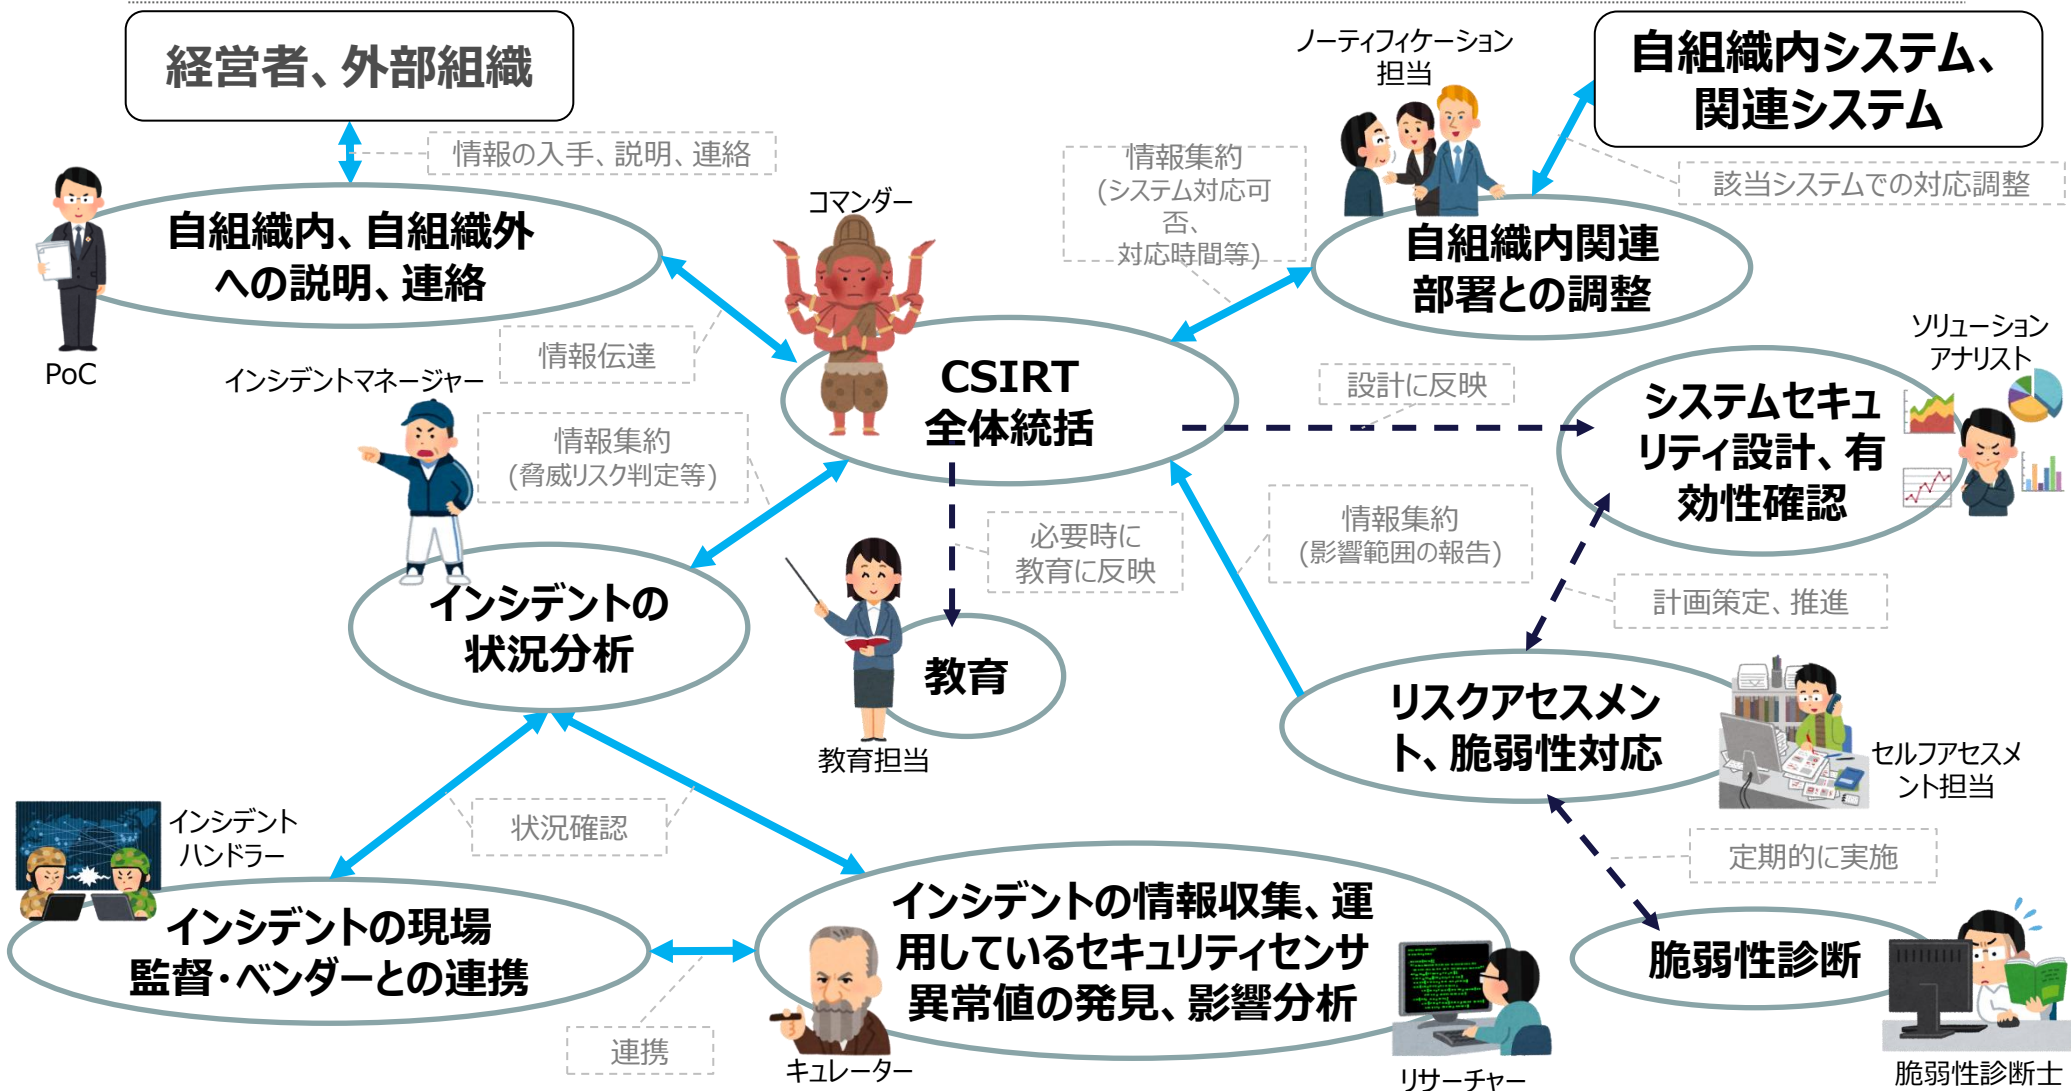 経営者、外部組織
ノーティフィケーション
担当
自組織内システム、
関連システム
情報の入手、説明、連絡
情報集約
(システム対応可
否、
対応時間等)
該当システムでの対応調整
コマンダー
自組織内、自組織外
への説明、連絡
自組織内関連
部署との調整
PoC
情報伝達
インシデントマネージャー
CSIRT
全体統括
設計に反映
ソリューション
アナリスト
システムセキュ
リティ設計、有
効性確認
情報集約
(脅威リスク判定等)
必要時に
教育に反映
情報集約
(影響範囲の報告)
計画策定、推進
インシデントの
状況分析
教育
教育担当
リスクアセスメン
ト、脆弱性対応
セルフアセスメ
ント担当
インシデント
ハンドラー
状況確認
定期的に実施
インシデントの現場
監督・ベンダーとの連携
連携
インシデントの情報収集、運
用しているセキュリティセンサ
異常値の発見、影響分析
キュレーター
リサーチャー
脆弱性診断
脆弱性診断士